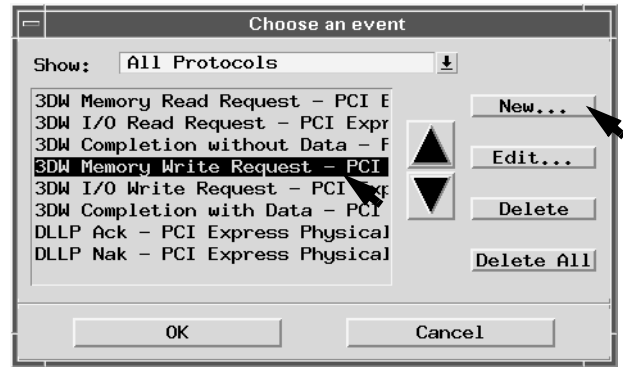 Choose an event
Show: All Protocols
3DW Memory Read Request – PCI E
3DW I/O Read Request – PCI Expr
3DW Completion without Data – F
3DW Memory Write Request – PCI
3DW I/O Write Request – PCI Exp
3DW Completion with Data – PCI
DLLP Ack – PCI Express Physical
DLLP Nak – PCI Express Physical
New...
Edit...
Delete
Delete All
OK
Cancel